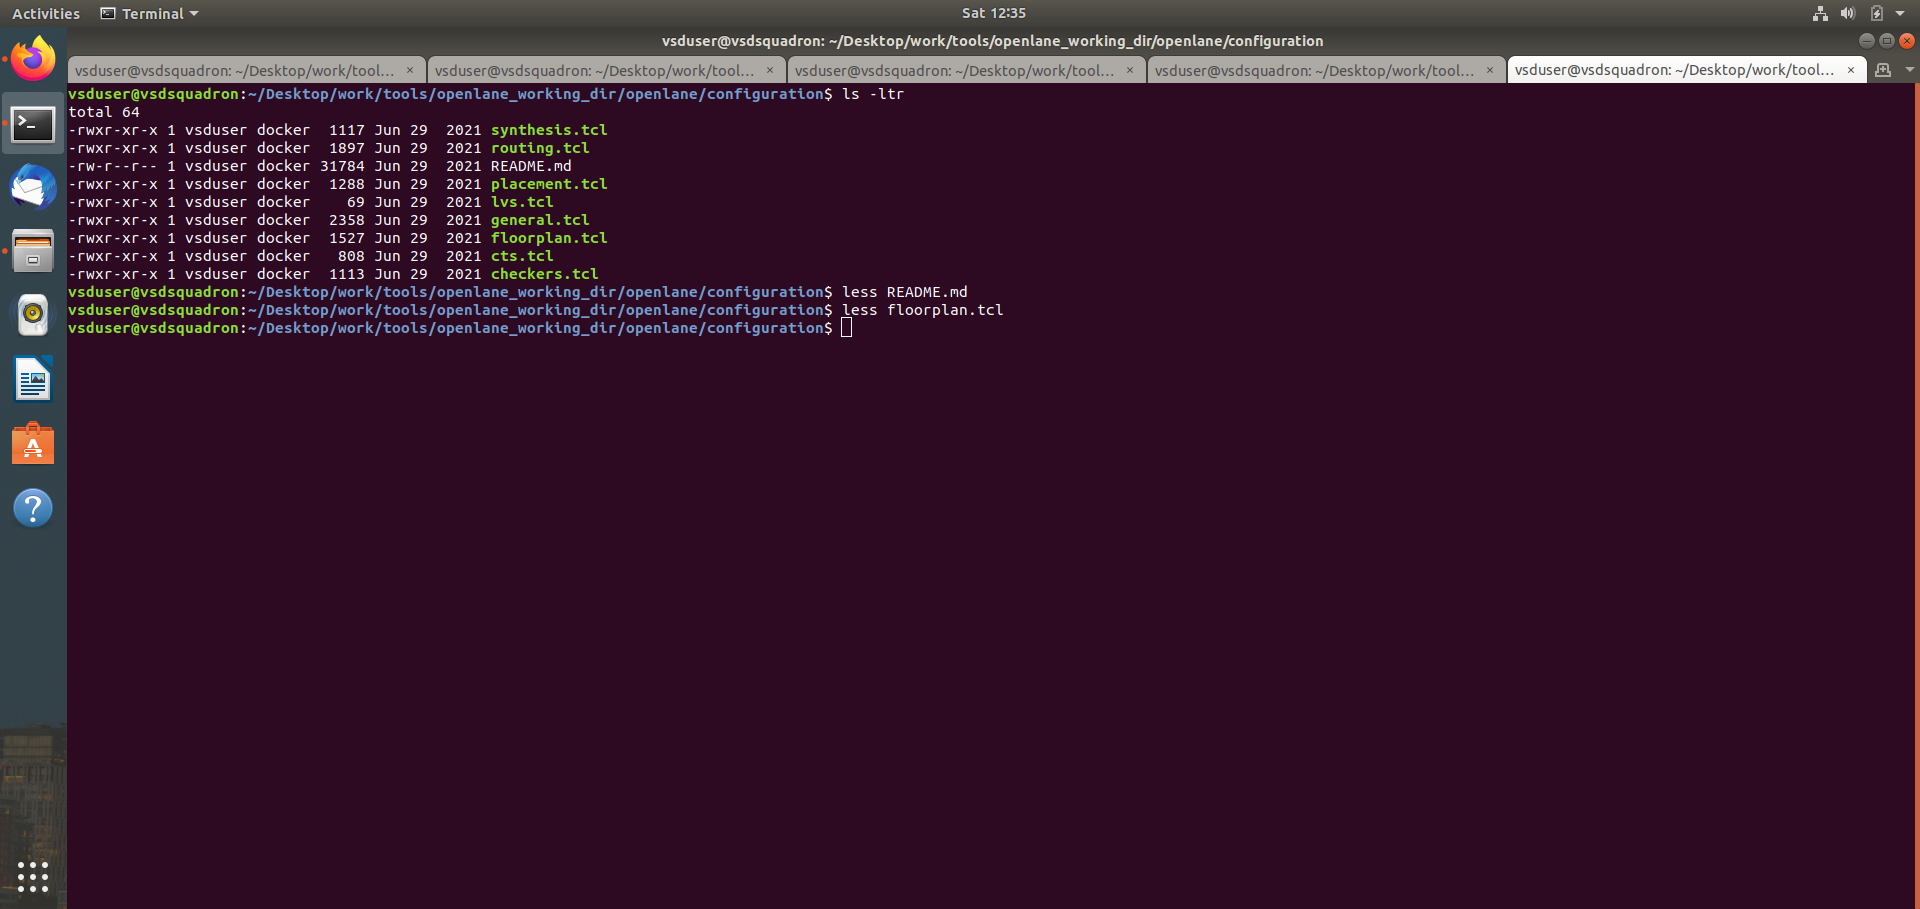 Activities Terminal Sat 12:35
vsduser@vsdsquadron: ~/Desktop/work/tools/openlane_working_dir/openlane/configuration
vsduser@vsdsquadron: ~/Desktop/work/tool... × vsduser@vsdsquadron: ~/Desktop/work/tool... × vsduser@vsdsquadron: ~/Desktop/work/tool... × vsduser@vsdsquadron: ~/Desktop/work/tool... × vsduser@vsdsquadron: ~/Desktop/work/tool... ×
vsduser@vsdsquadron:~/Desktop/work/tools/openlane_working_dir/openlane/configuration$ ls -ltr
total 64
-rwxr-xr-x 1 vsduser docker  1117 Jun 29  2021 synthesis.tcl
-rwxr-xr-x 1 vsduser docker  1897 Jun 29  2021 routing.tcl
-rw-r--r-- 1 vsduser docker 31784 Jun 29  2021 README.md
-rwxr-xr-x 1 vsduser docker  1288 Jun 29  2021 placement.tcl
-rwxr-xr-x 1 vsduser docker    69 Jun 29  2021 lvs.tcl
-rwxr-xr-x 1 vsduser docker  2358 Jun 29  2021 general.tcl
-rwxr-xr-x 1 vsduser docker  1527 Jun 29  2021 floorplan.tcl
-rwxr-xr-x 1 vsduser docker   808 Jun 29  2021 cts.tcl
-rwxr-xr-x 1 vsduser docker  1113 Jun 29  2021 checkers.tcl
vsduser@vsdsquadron:~/Desktop/work/tools/openlane_working_dir/openlane/configuration$ less README.md
vsduser@vsdsquadron:~/Desktop/work/tools/openlane_working_dir/openlane/configuration$ less floorplan.tcl
vsduser@vsdsquadron:~/Desktop/work/tools/openlane_working_dir/openlane/configuration$